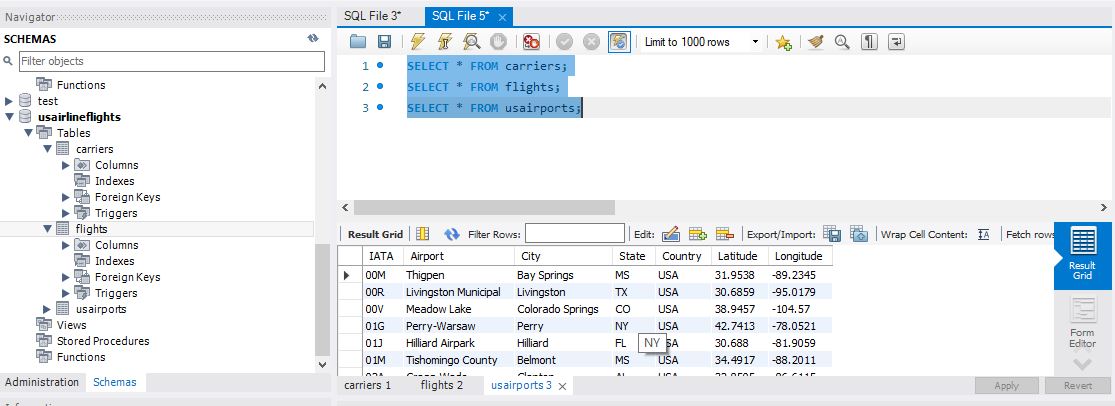 Navigator
SCHEMAS
Filter objects
Functions
test
usairlineflights
Tables
carriers
Columns
Indexes
Foreign Keys
Triggers
flights
Columns
Indexes
Foreign Keys
Triggers
usairports
Views
Stored Procedures
Functions
Administration Schemas
SQL File 3* SQL File 5*
Limit to 1000 rows
1 SELECT * FROM carriers;
2 SELECT * FROM flights;
3 SELECT * FROM usairports;
Result Grid Filter Rows: Edit: Export/Import: Wrap Cell Content: Fetch rows
IATA Airport City State Country Latitude Longitude
00M Thigpen Bay Springs MS USA 31.9538 -89.2345
00R Livingston Municipal Livingston TX USA 30.6859 -95.0179
00V Meadow Lake Colorado Springs CO USA 38.9457 -104.57
01G Perry-Warsaw Perry NY USA 42.7413 -78.0521
01J Hilliard Airpark Hilliard FL USA 30.688 -81.9059
NY
01M Tishomingo County Belmont MS USA 34.4917 -88.2011
carriers 1 flights 2 usairports 3
Result
Grid
Form
Editor
Apply Revert